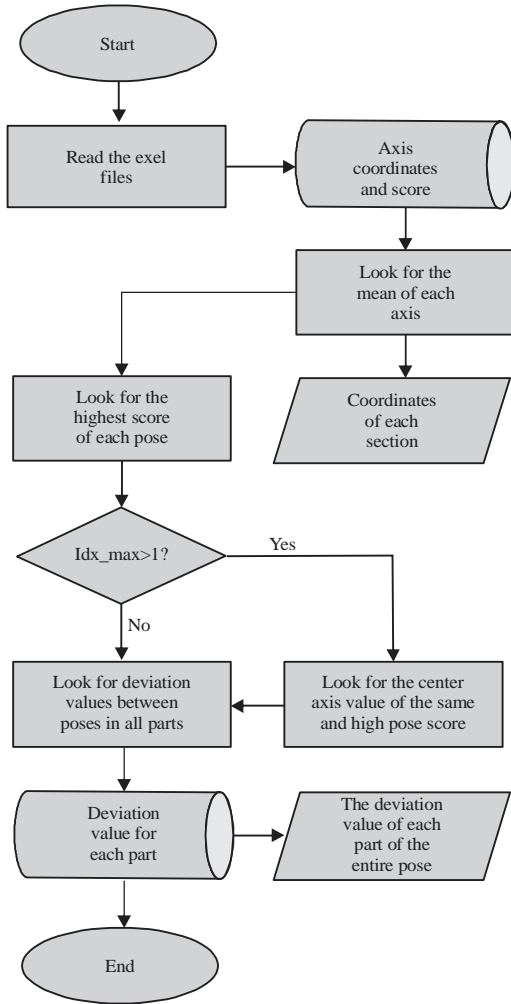 Start
Read the exel
files
Axis
coordinates
and score
Look for the
mean of each
axis
Look for the
highest score
of each pose
Coordinates
of each
section
Idx_max>1?
Yes
No
Look for deviation
values between
poses in all parts
Look for the center
axis value of the same
and high pose score
Deviation
value for
each part
The deviation
value of each
part of the
entire pose
End